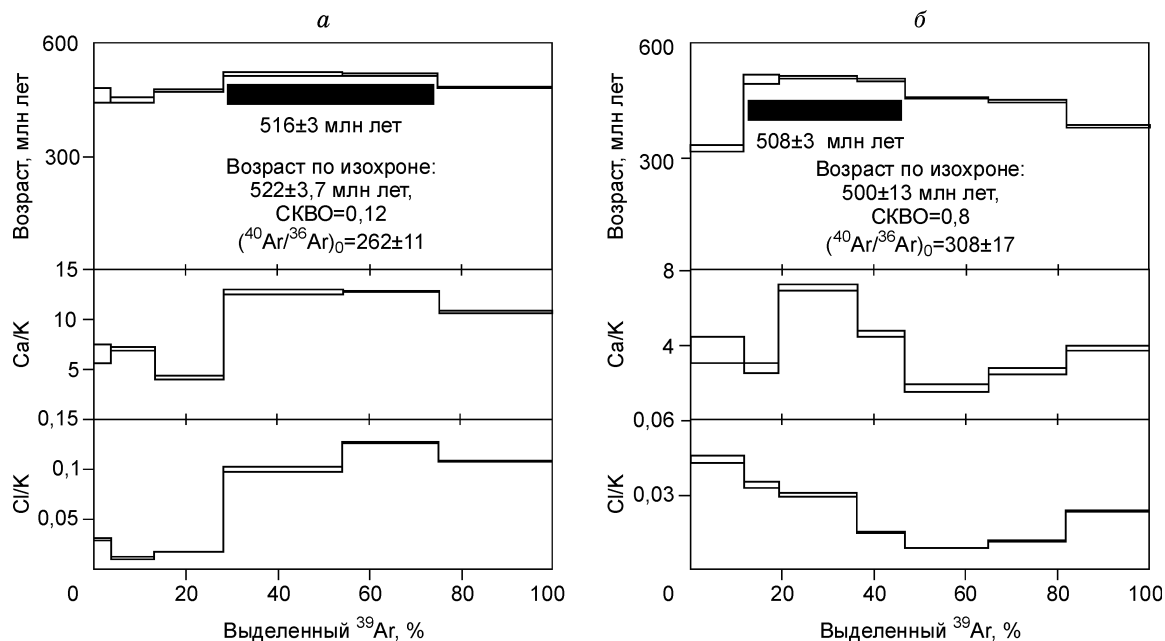 а
600
300
15
10
5
0,15
0,1
0,05
0
20
40
60
80
100
Возраст, млн лет
Ca/K
Cl/K
516±3 млн лет
Возраст по изохроне:
522±3,7 млн лет,
СКВО=0,12
(⁴⁰Ar/³⁶Ar)₀=262±11
Выделенный ³⁹Ar, %
б
600
300
8
4
0,06
0,03
0
20
40
60
80
100
Возраст, млн лет
Ca/K
Cl/K
508±3 млн лет
Возраст по изохроне:
500±13 млн лет,
СКВО=0,8
(⁴⁰Ar/³⁶Ar)₀=308±17
Выделенный ³⁹Ar, %